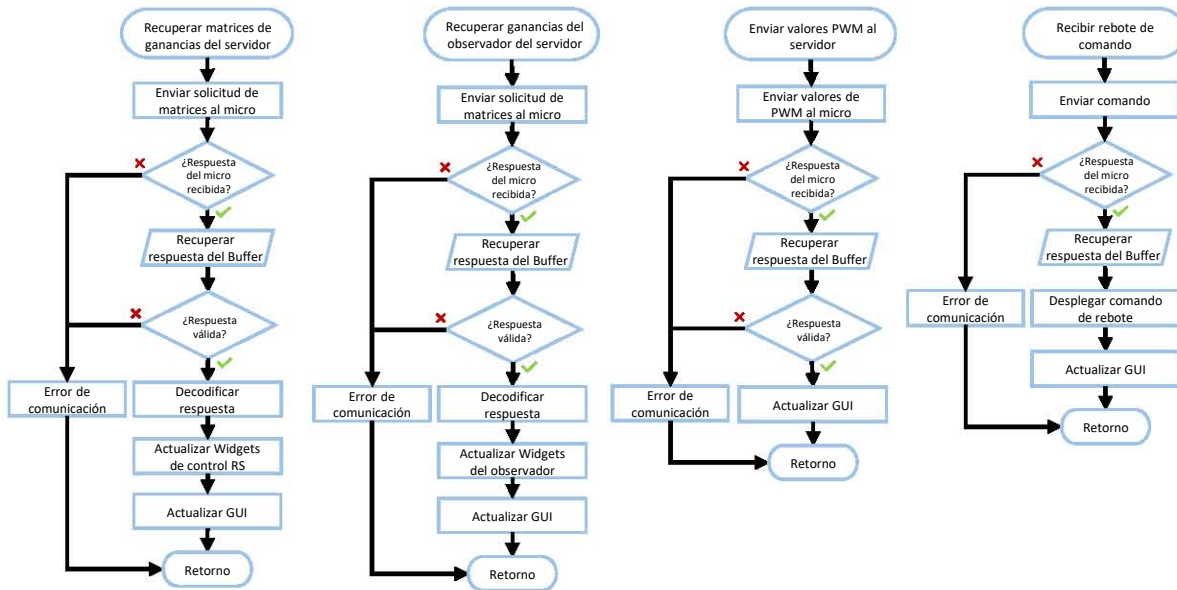 Recuperar matrices de
ganancias del servidor
Enviar solicitud de
matrices al micro
¿Respuesta
del micro
recibida?
Recuperar
respuesta del Buffer
¿Respuesta
válida?
Error de
comunicación
Decodificar
respuesta
Actualizar Widgets
de control RS
Actualizar GUI
Retorno
Recuperar ganancias del
observador del servidor
Enviar solicitud de
matrices al micro
¿Respuesta
del micro
recibida?
Recuperar
respuesta del Buffer
¿Respuesta
válida?
Error de
comunicación
Decodificar
respuesta
Actualizar Widgets
del observador
Actualizar GUI
Retorno
Enviar valores PWM al
servidor
Enviar valores de
PWM al micro
¿Respuesta
del micro
recibida?
Recuperar
respuesta del Buffer
¿Respuesta
válida?
Error de
comunicación
Actualizar GUI
Retorno
Recibir rebote de
comando
Enviar comando
¿Respuesta
del micro
recibida?
Recuperar
respuesta del Buffer
Error de
comunicación
Desplegar comando
de rebote
Actualizar GUI
Retorno